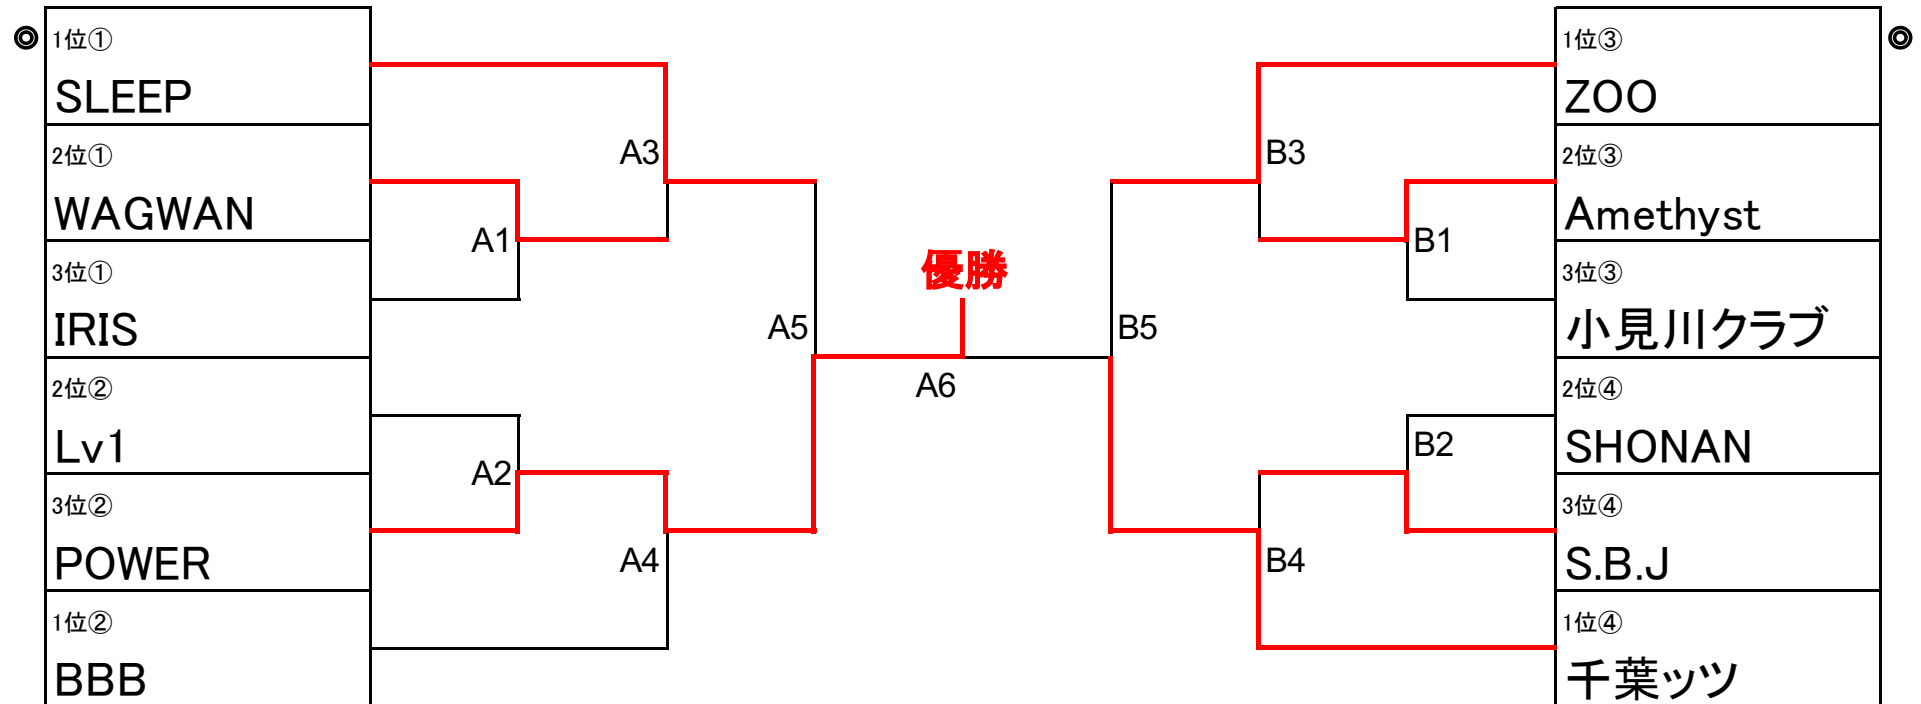 ◎
1位①
SLEEP
2位①
WAGWAN
3位①
IRIS
2位②
Lv1
3位②
POWER
1位②
BBB
A3
A1
A5
A2
A4
優勝
A6
B3
B1
B5
B2
B4
1位③
ZOO
2位③
Amethyst
3位③
小見川クラブ
2位④
SHONAN
3位④
S.B.J
1位④
千葉ッツ
◎